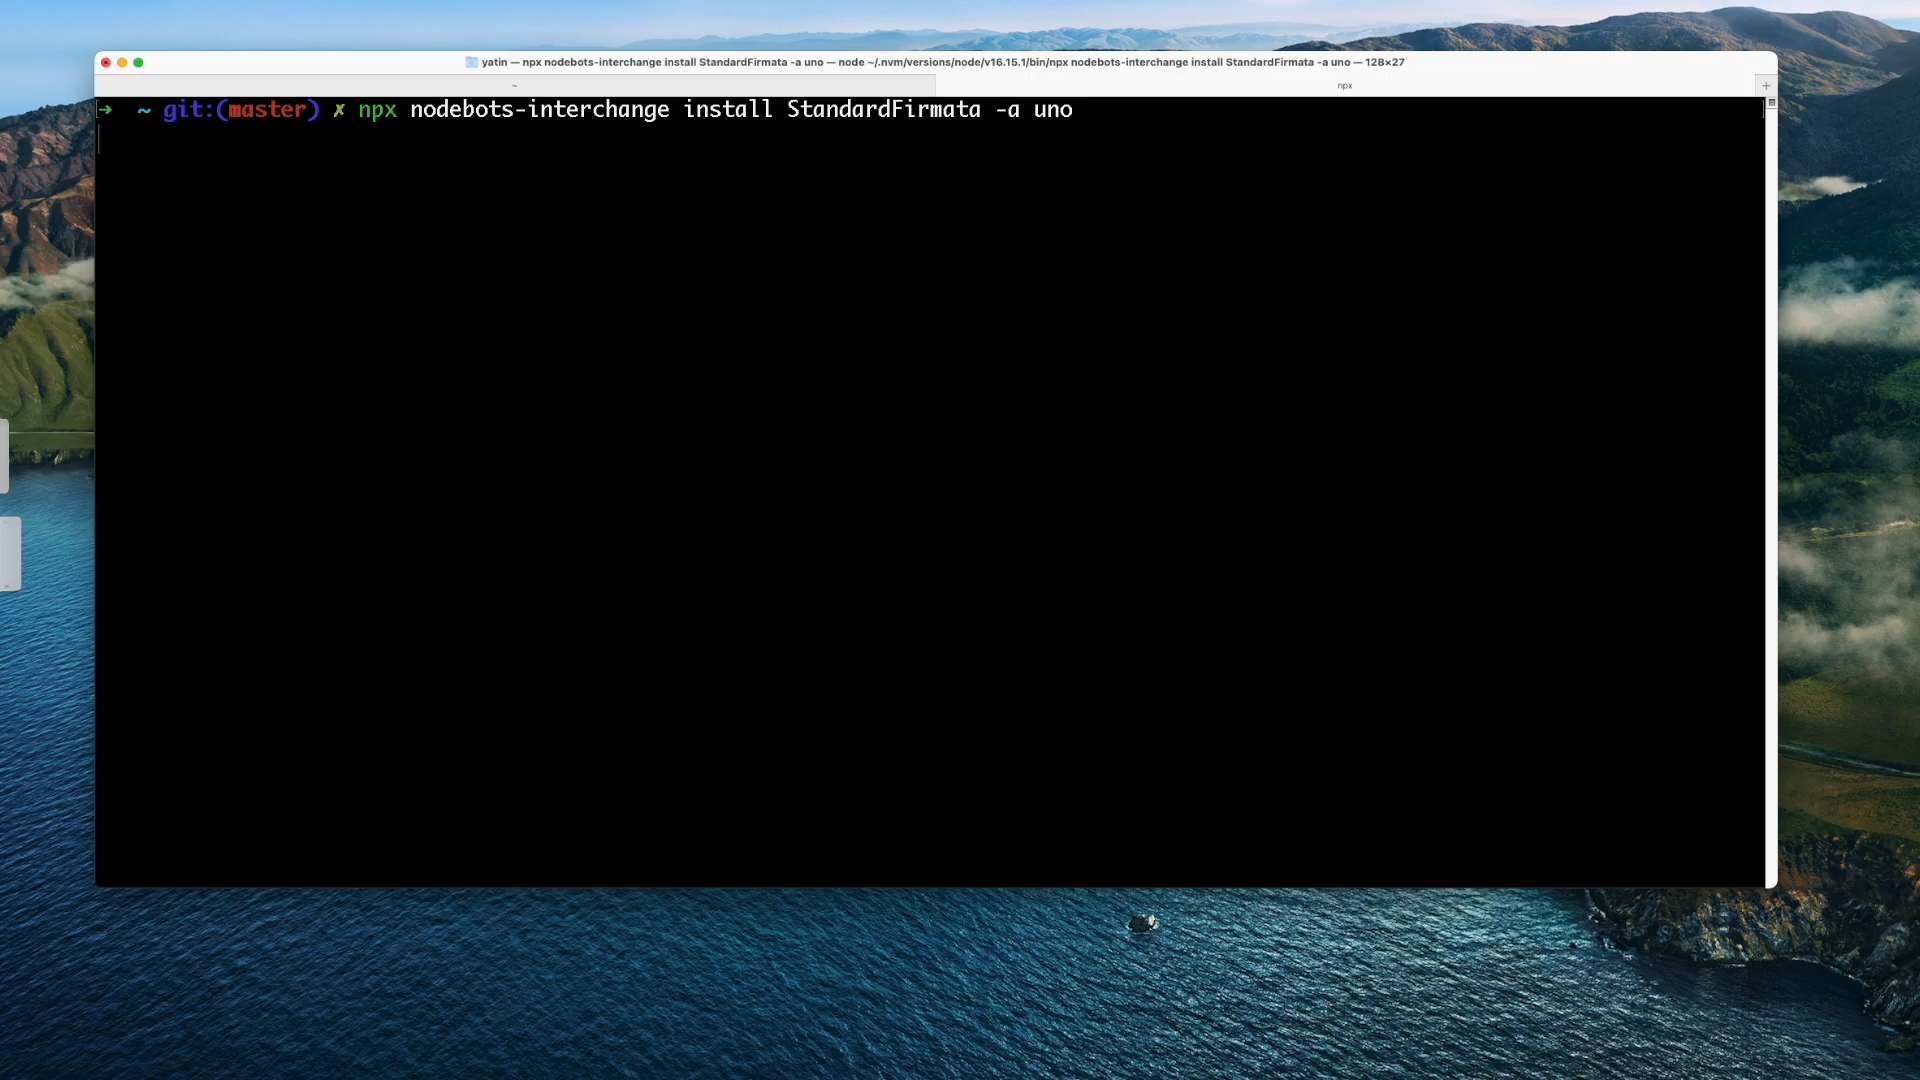 yatin — npx nodebots-interchange install StandardFirmata -a uno — node ~/.nvm/versions/node/v16.15.1/bin/npx nodebots-interchange install StandardFirmata -a uno — 128×27
~
npx
+
➜ ~ git:(master) ✗ npx nodebots-interchange install StandardFirmata -a uno